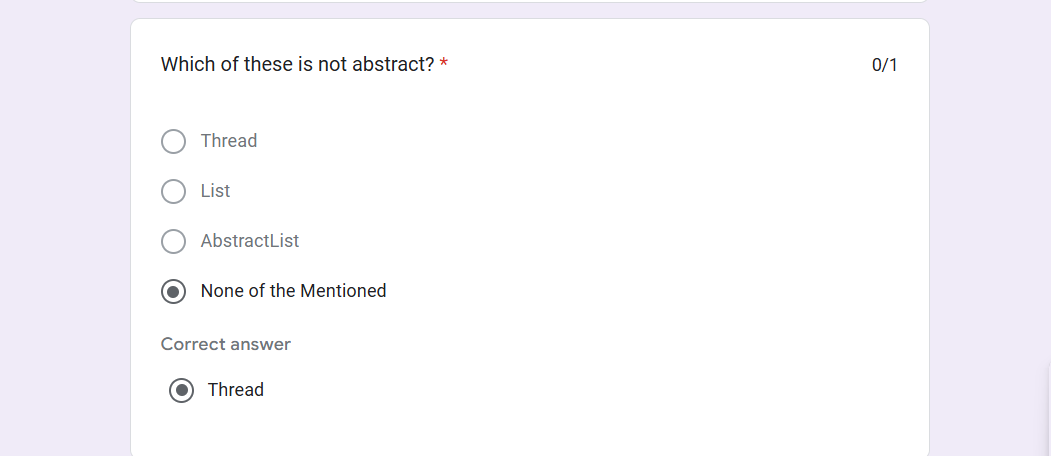 Which of these is not abstract? *
0/1
Thread
List
AbstractList
None of the Mentioned
Correct answer
Thread